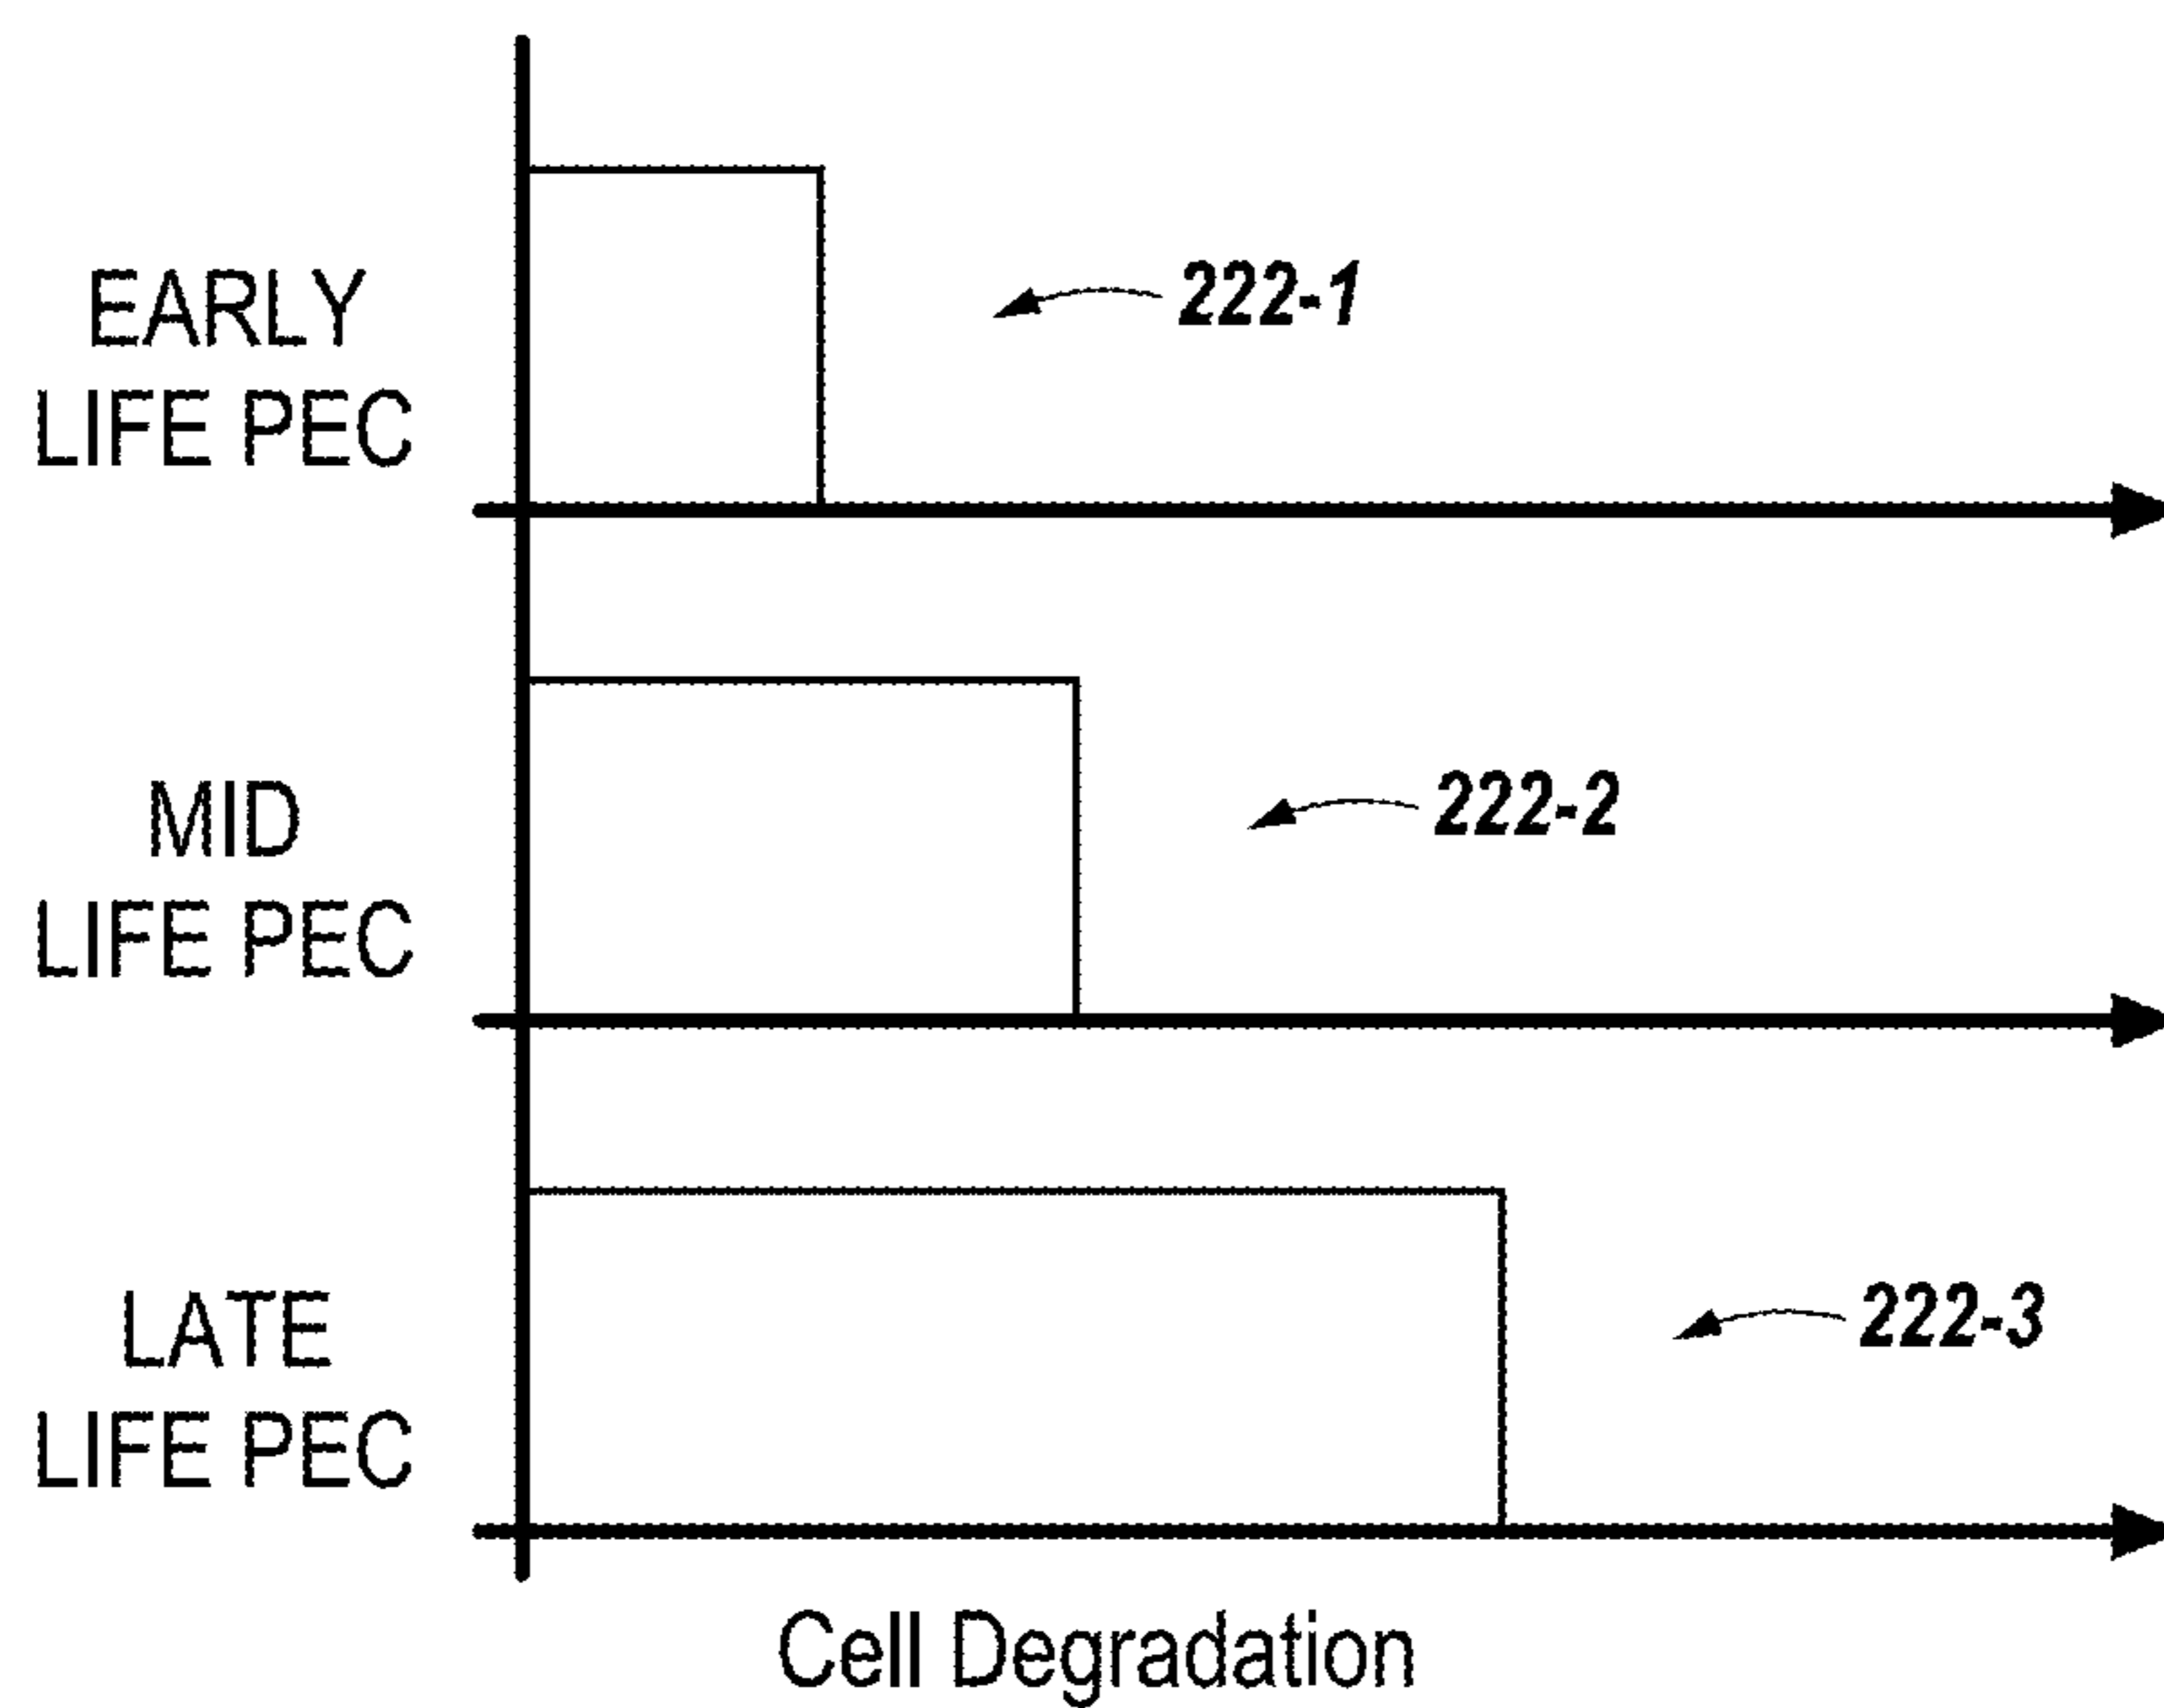 EARLY
LIFE PEC
222-1
MID
LIFE PEC
222-2
LATE
LIFE PEC
222-3
Cell Degradation